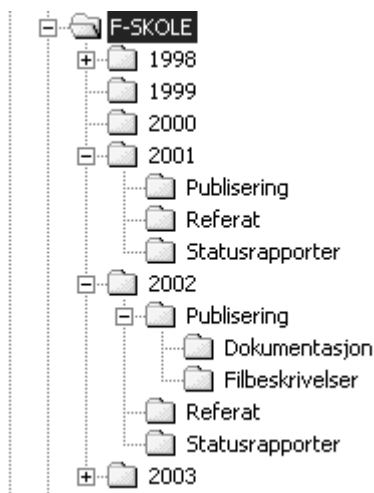 F-SKOLE
1998
1999
2000
2001
Publisering
Referat
Statusrapporter
2002
Publisering
Dokumentasjon
Filbeskrivelser
Referat
Statusrapporter
2003